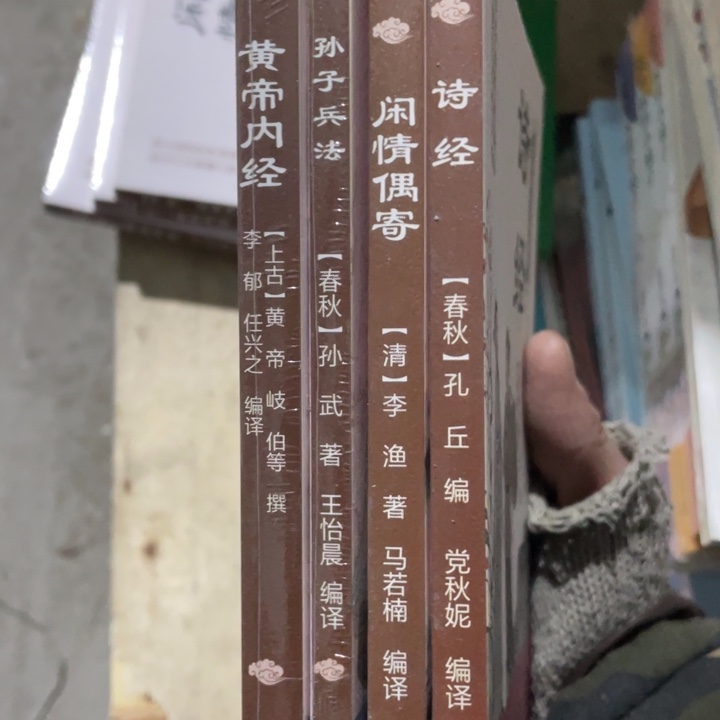 黄帝内经
【上古】黄帝 岐伯等 撰
李郁 任兴之 编译
孙子兵法
【春秋】孙武 著 王怡晨 编译
闲情偶寄
【清】李渔 著 马若楠 编译
诗经
【春秋】孔丘 编 党秋妮 编译